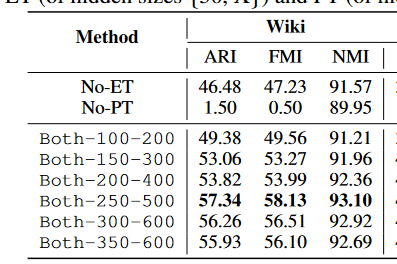 ET (of hidden sizes {50, X}) and PT (of hi
Method Wiki
ARI FMI NMI
No-ET 46.48 47.23 91.57
No-PT 1.50 0.50 89.95
Both-100-200 49.38 49.56 91.21
Both-150-300 53.06 53.27 91.96
Both-200-400 53.82 53.99 92.36
Both-250-500 57.34 58.13 93.10
Both-300-600 56.26 56.51 92.92
Both-350-600 55.93 56.10 92.69